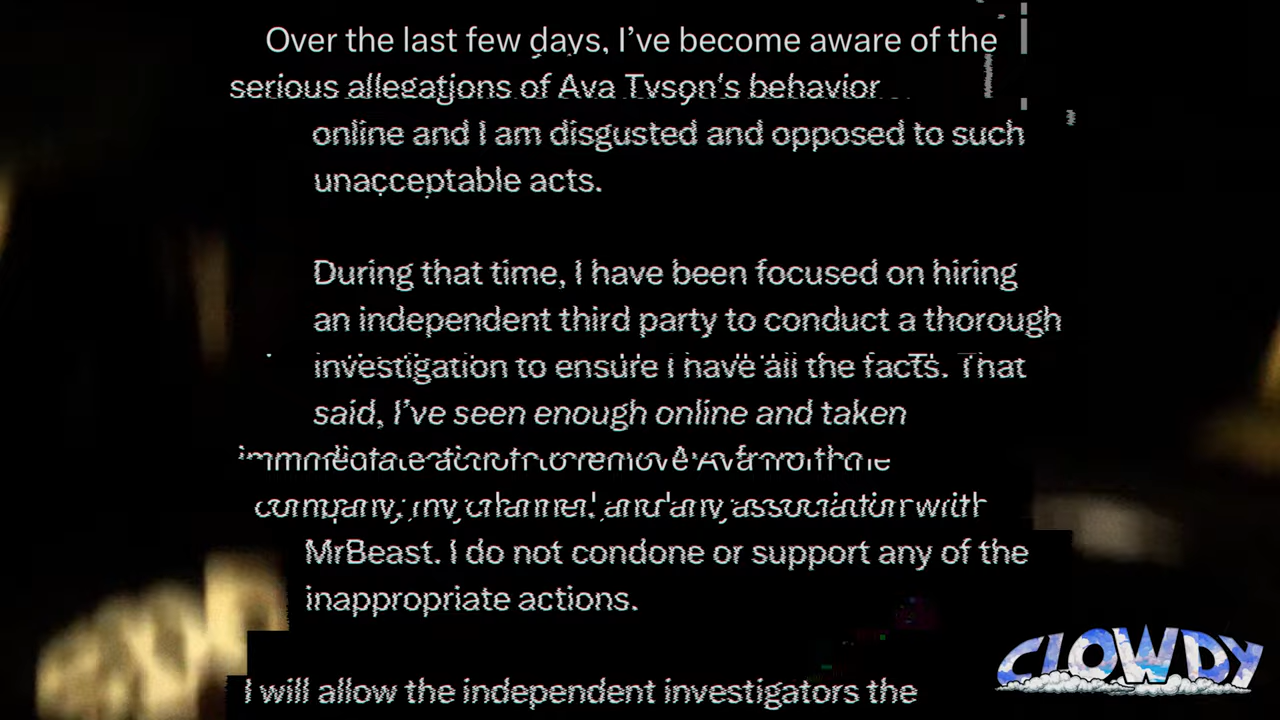 Over the last few days, I've become aware of the
serious allegations of Ava Tyson's behavior
online and I am disgusted and opposed to such
unacceptable acts.
During that time, I have been focused on hiring
an independent third party to conduct a thorough
investigation to ensure I have all the facts. That
said, I've seen enough online and taken
immediate action to remove Ava from the
company, my channel, and any association with
MrBeast. I do not condone or support any of the
inappropriate actions.
I will allow the independent investigators the
CLOWDY